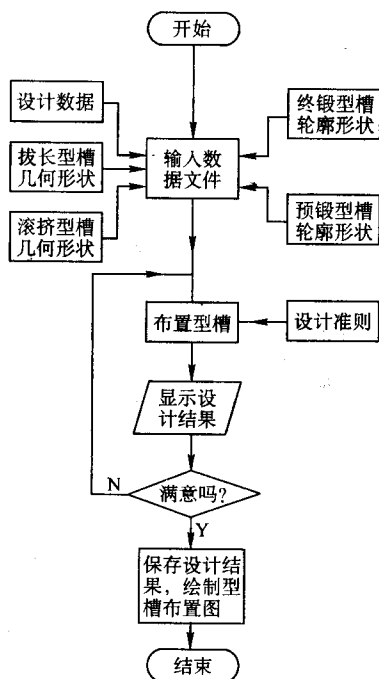 开始
设计数据
拔长型槽
几何形状
滚挤型槽
几何形状
输入数
据文件
终锻型槽
轮廓形状
预锻型槽
轮廓形状
布置型槽
设计准则
显示设
计结果
满意吗?
N
Y
保存设计结
果，绘制型
槽布置图
结束